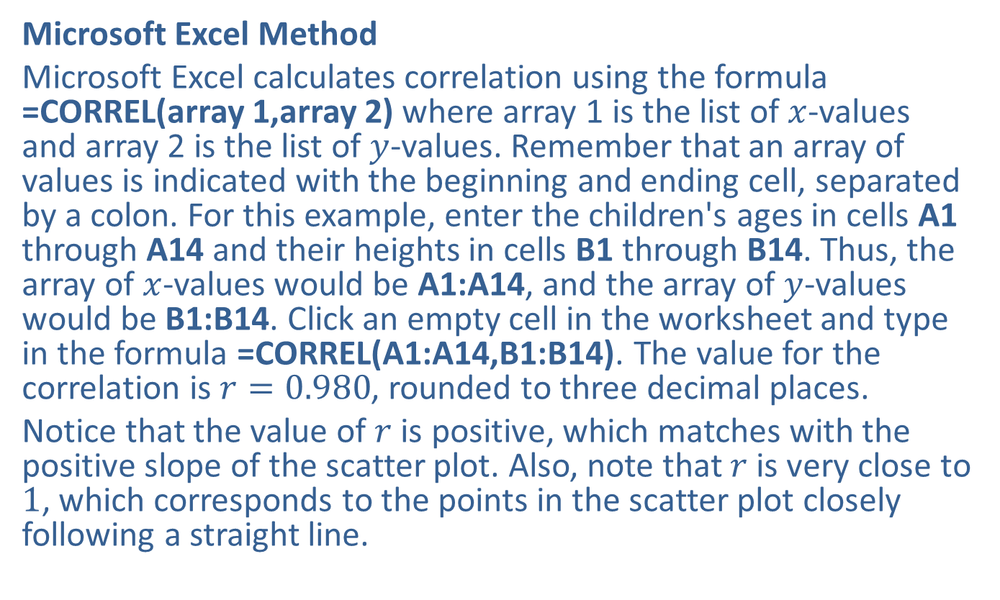 Microsoft Excel Method
Microsoft Excel calculates correlation using the formula
=CORREL(array 1,array 2) where array 1 is the list of x-values
and array 2 is the list of y-values. Remember that an array of
values is indicated with the beginning and ending cell, separated
by a colon. For this example, enter the children's ages in cells A1
through A14 and their heights in cells B1 through B14. Thus, the
array of x-values would be A1:A14, and the array of y-values
would be B1:B14. Click an empty cell in the worksheet and type
in the formula =CORREL(A1:A14,B1:B14). The value for the
correlation is r = 0.980, rounded to three decimal places.
Notice that the value of r is positive, which matches with the
positive slope of the scatter plot. Also, note that r is very close to
1, which corresponds to the points in the scatter plot closely
following a straight line.